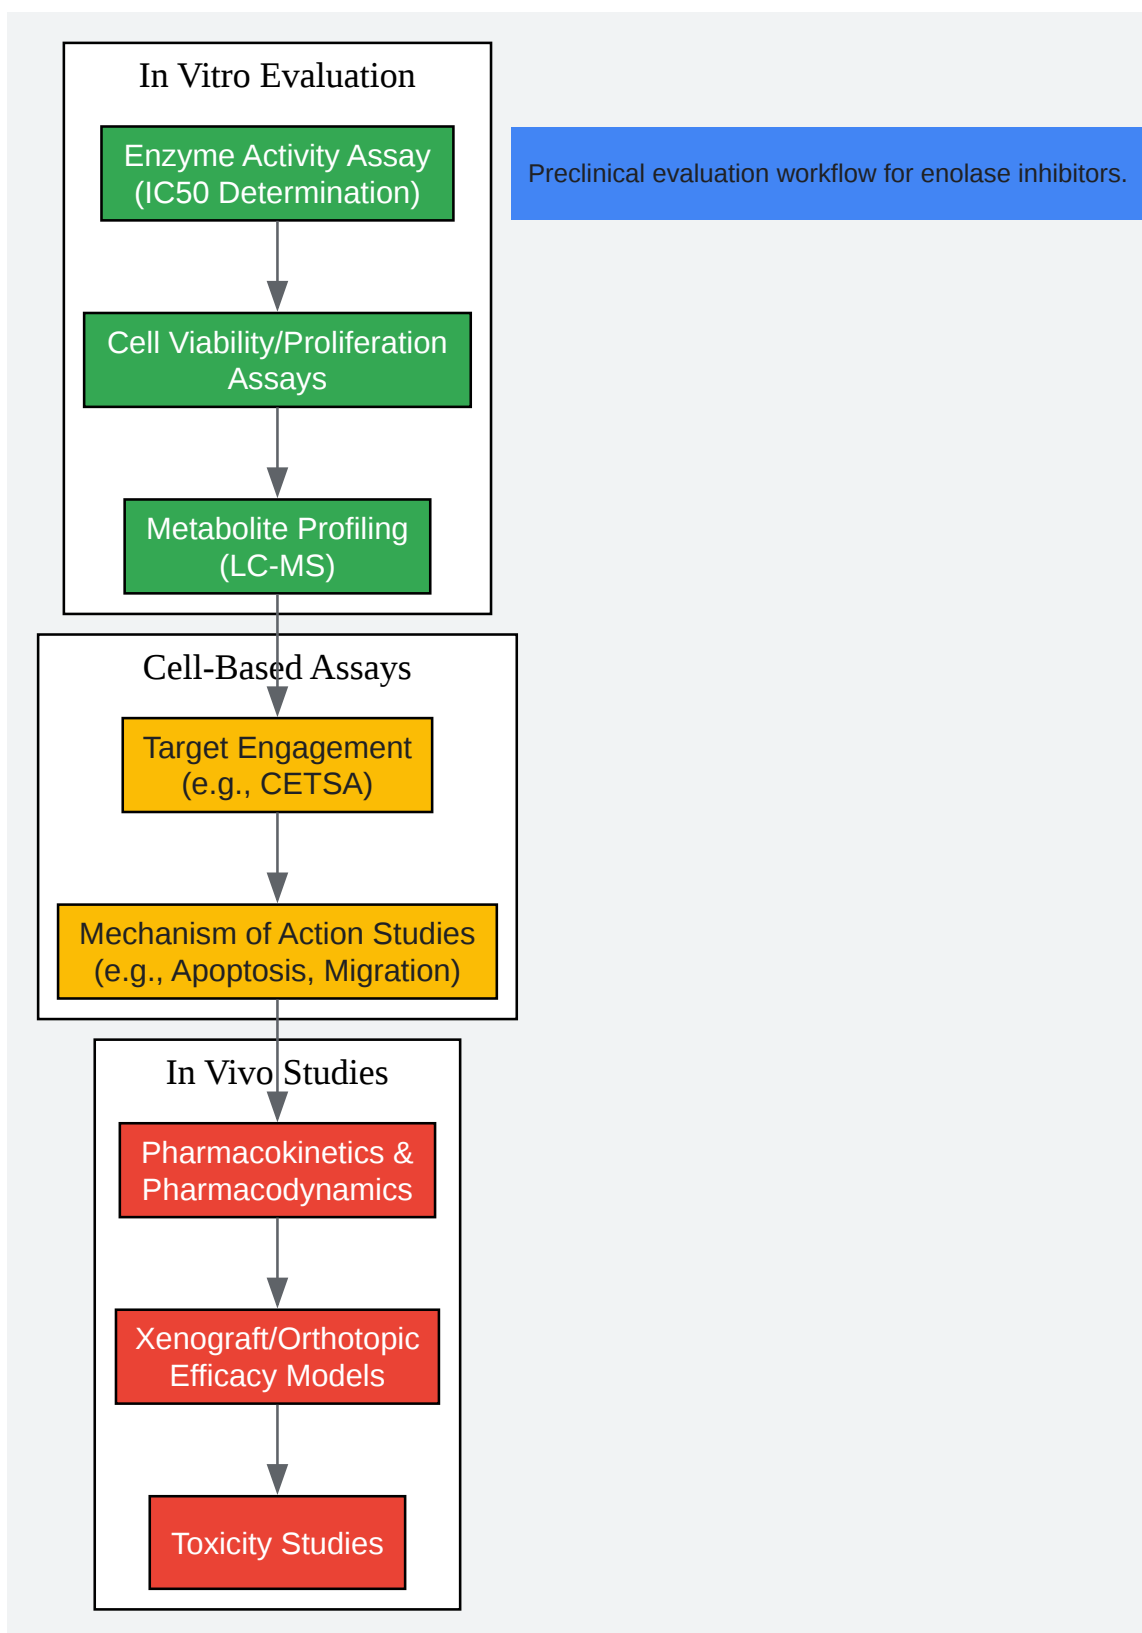 In Vitro Evaluation
Enzyme Activity Assay
(IC50 Determination)
Preclinical evaluation workflow for enolase inhibitors.
Cell Viability/Proliferation
Assays
Metabolite Profiling
(LC-MS)
Cell-Based Assays
Target Engagement
(e.g., CETSA)
Mechanism of Action Studies
(e.g., Apoptosis, Migration)
In Vivo Studies
Pharmacokinetics &
Pharmacodynamics
Xenograft/Orthotopic
Efficacy Models
Toxicity Studies